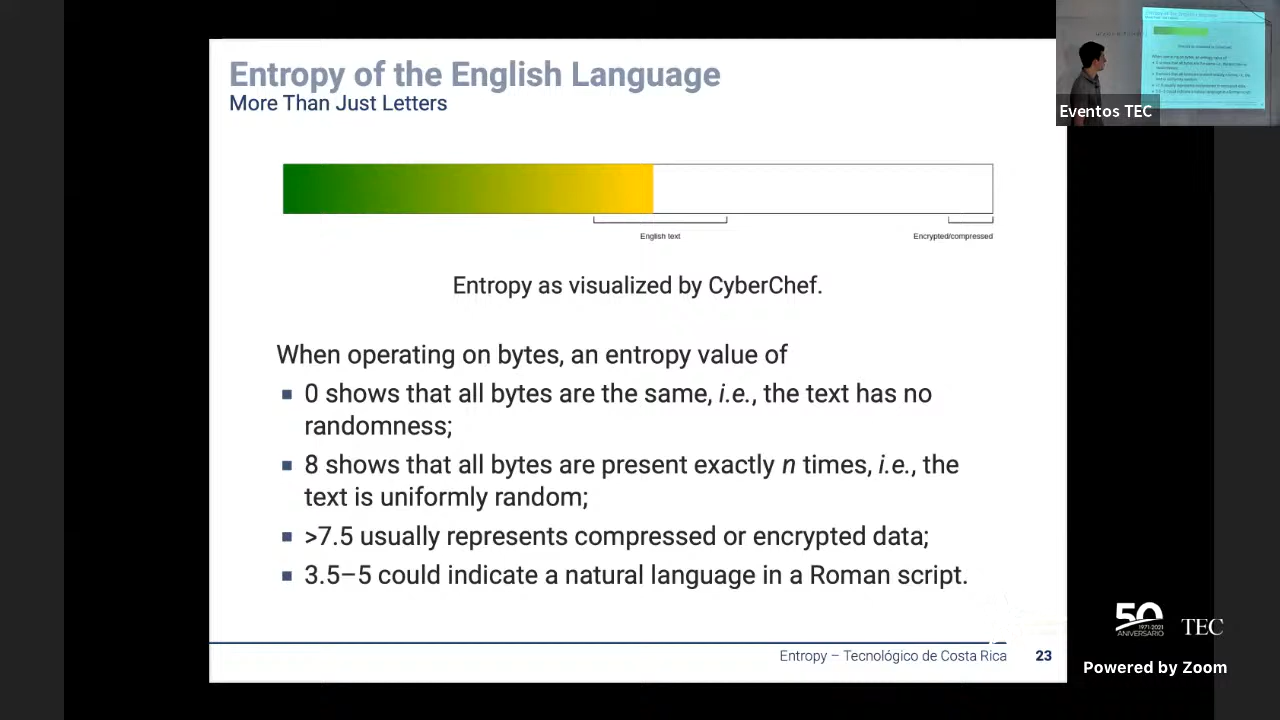 Entropy of the English Language
More Than Just Letters
English text
Encrypted/compressed
Entropy as visualized by CyberChef.
When operating on bytes, an entropy value of
0 shows that all bytes are the same, i.e., the text has no
randomness;
8 shows that all bytes are present exactly n times, i.e., the
text is uniformly random;
>7.5 usually represents compressed or encrypted data;
3.5–5 could indicate a natural language in a Roman script.
Entropy – Tecnológico de Costa Rica 23
Eventos TEC
50
1971-2021
ANIVERSARIO
TEC
Powered by Zoom